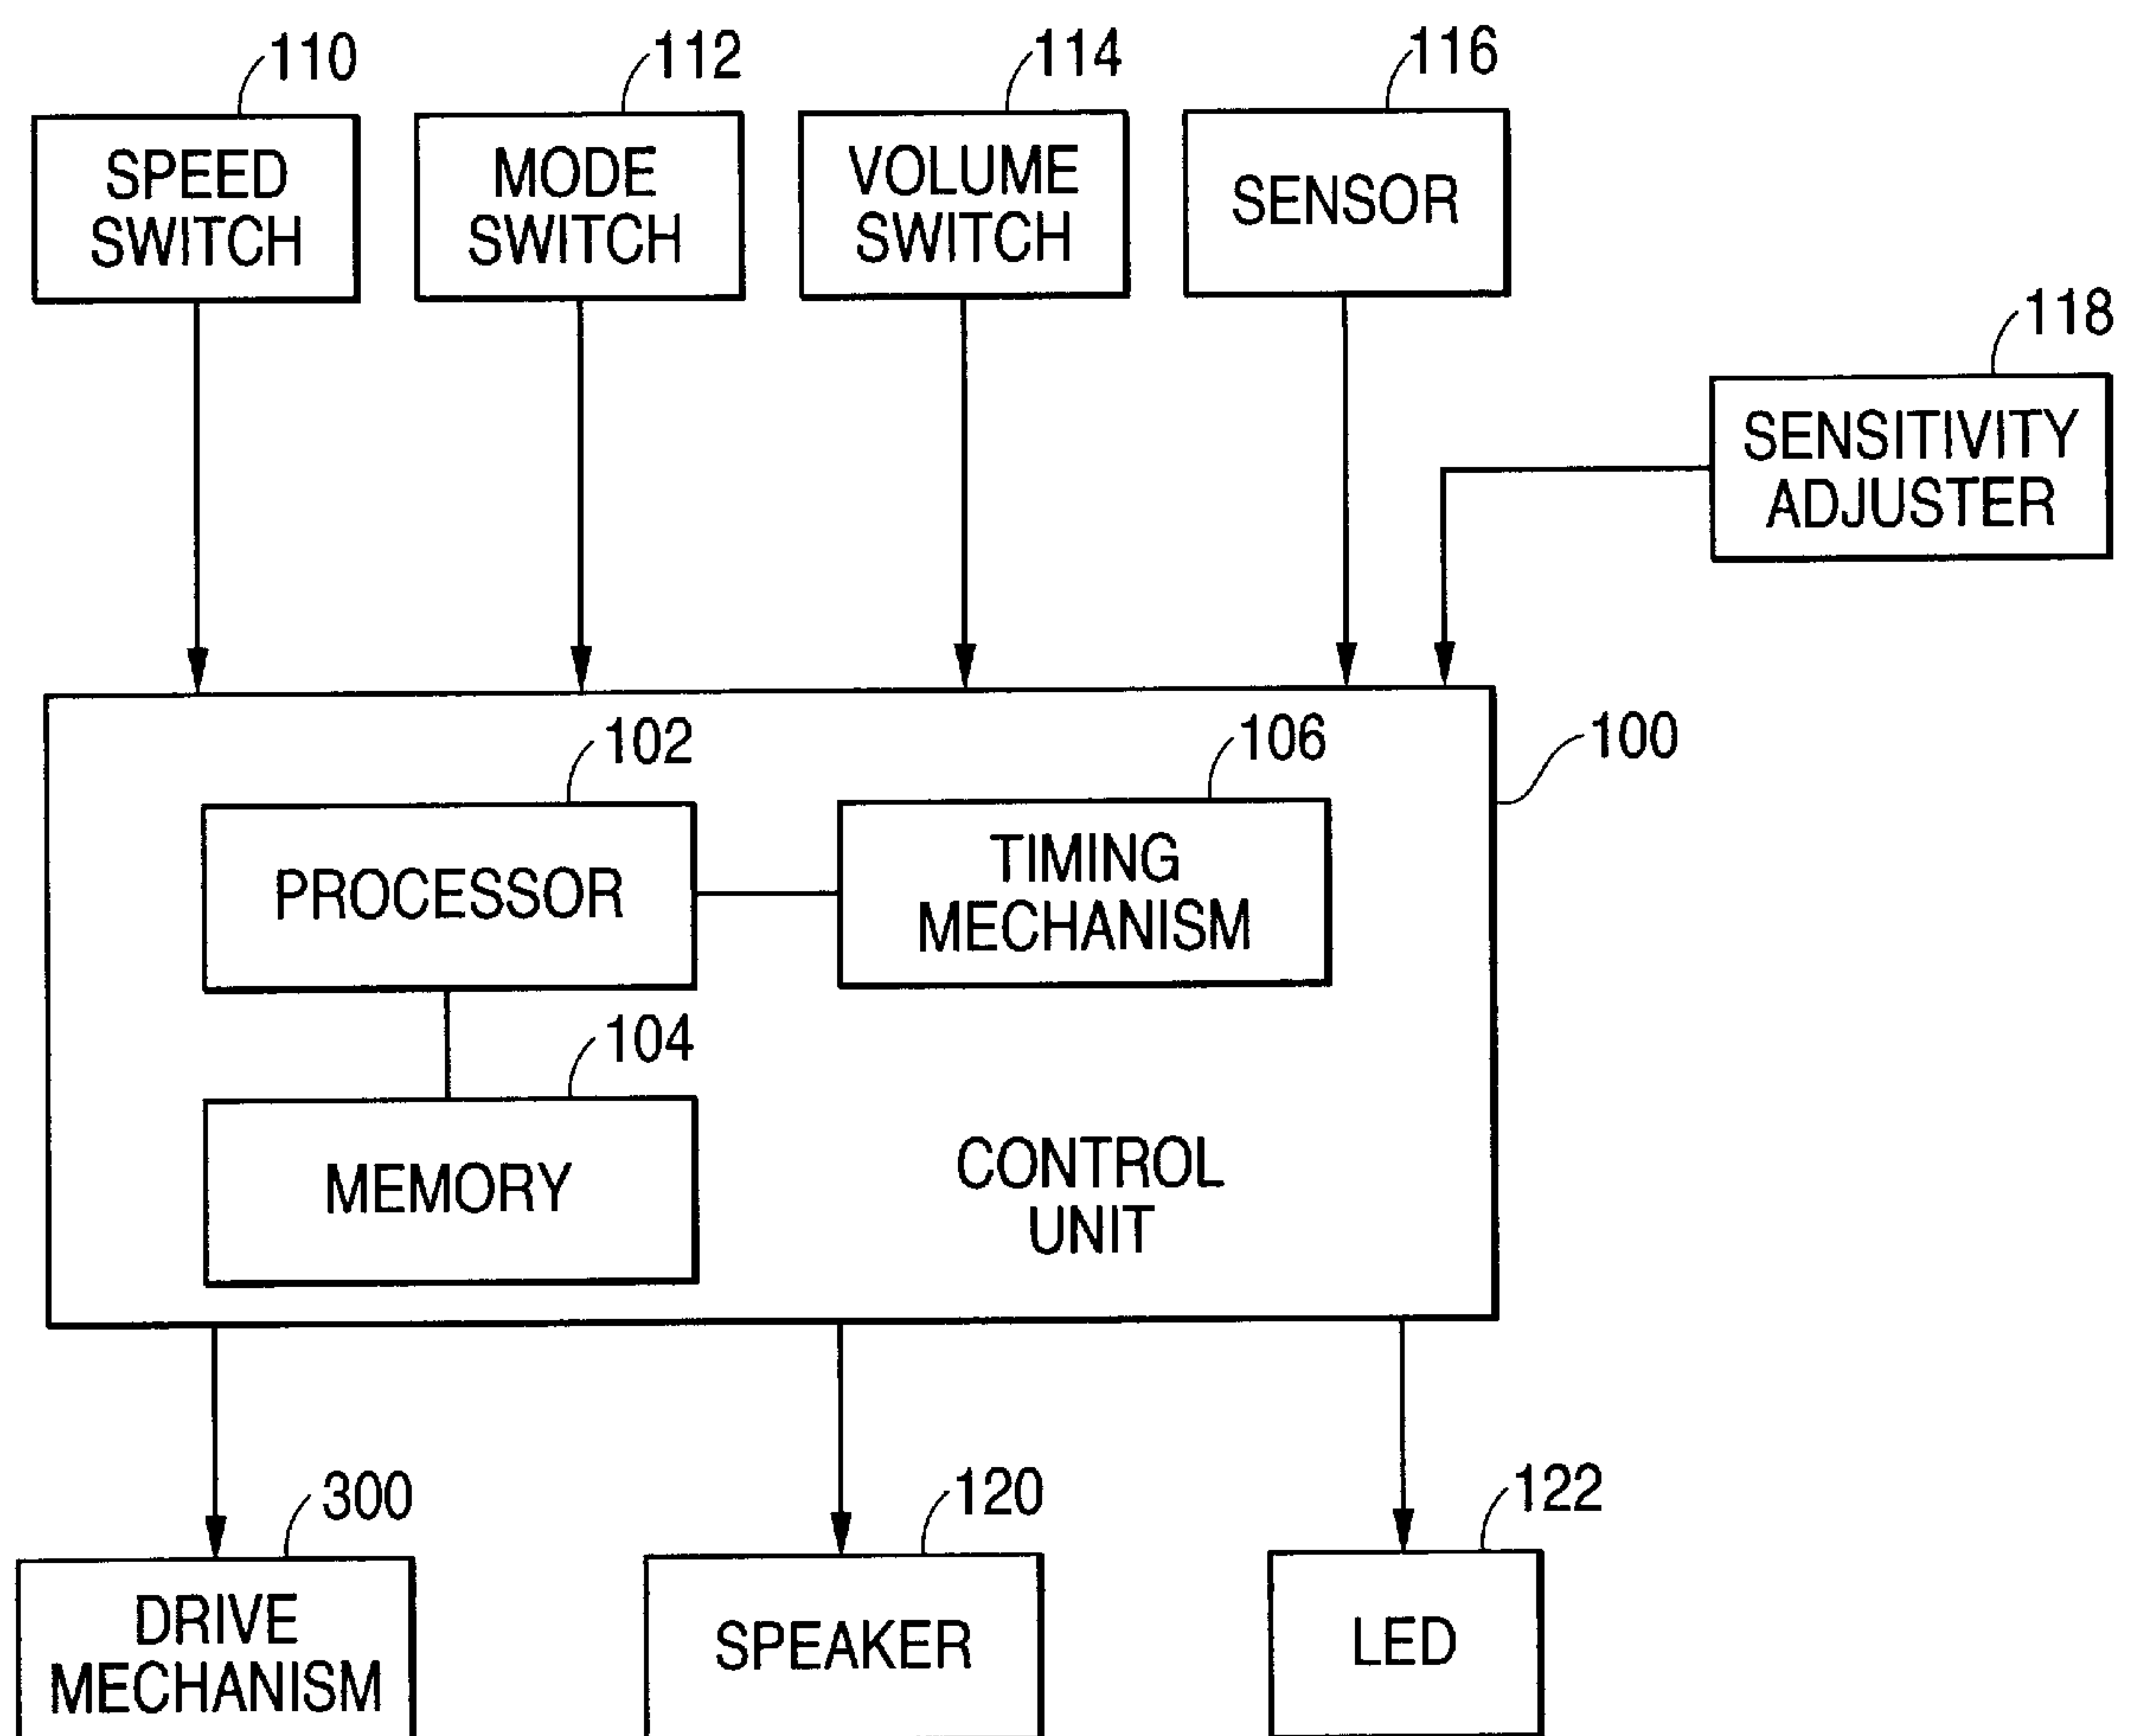 110
112
114
116
SPEED
SWITCH
MODE
SWITCH
VOLUME
SWITCH
SENSOR
118
SENSITIVITY
ADJUSTER
100
102
106
PROCESSOR
TIMING
MECHANISM
104
MEMORY
CONTROL
UNIT
300
120
122
DRIVE
MECHANISM
SPEAKER
LED